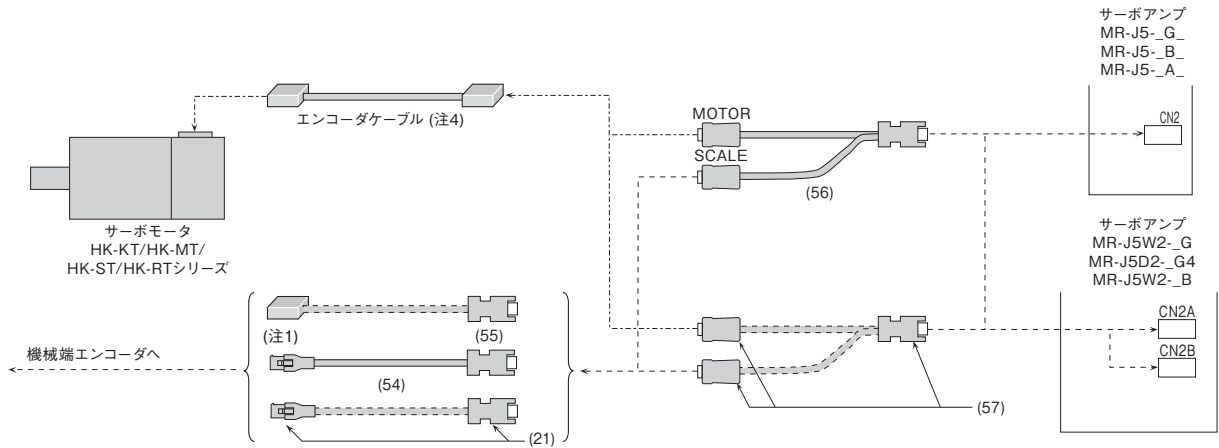 サーボアンプ
MR-J5-_G_
MR-J5-_B_
MR-J5-_A_
CN2
エンコーダケーブル (注4)
MOTOR
SCALE
(56)
サーボモータ
HK-KT/HK-MT/
HK-ST/HK-RTシリーズ
サーボアンプ
MR-J5W2-_G
MR-J5D2-_G4
MR-J5W2-_B
CN2A
CN2B
(注1)
(55)
機械端エンコーダへ
(54)
(21)
(57)